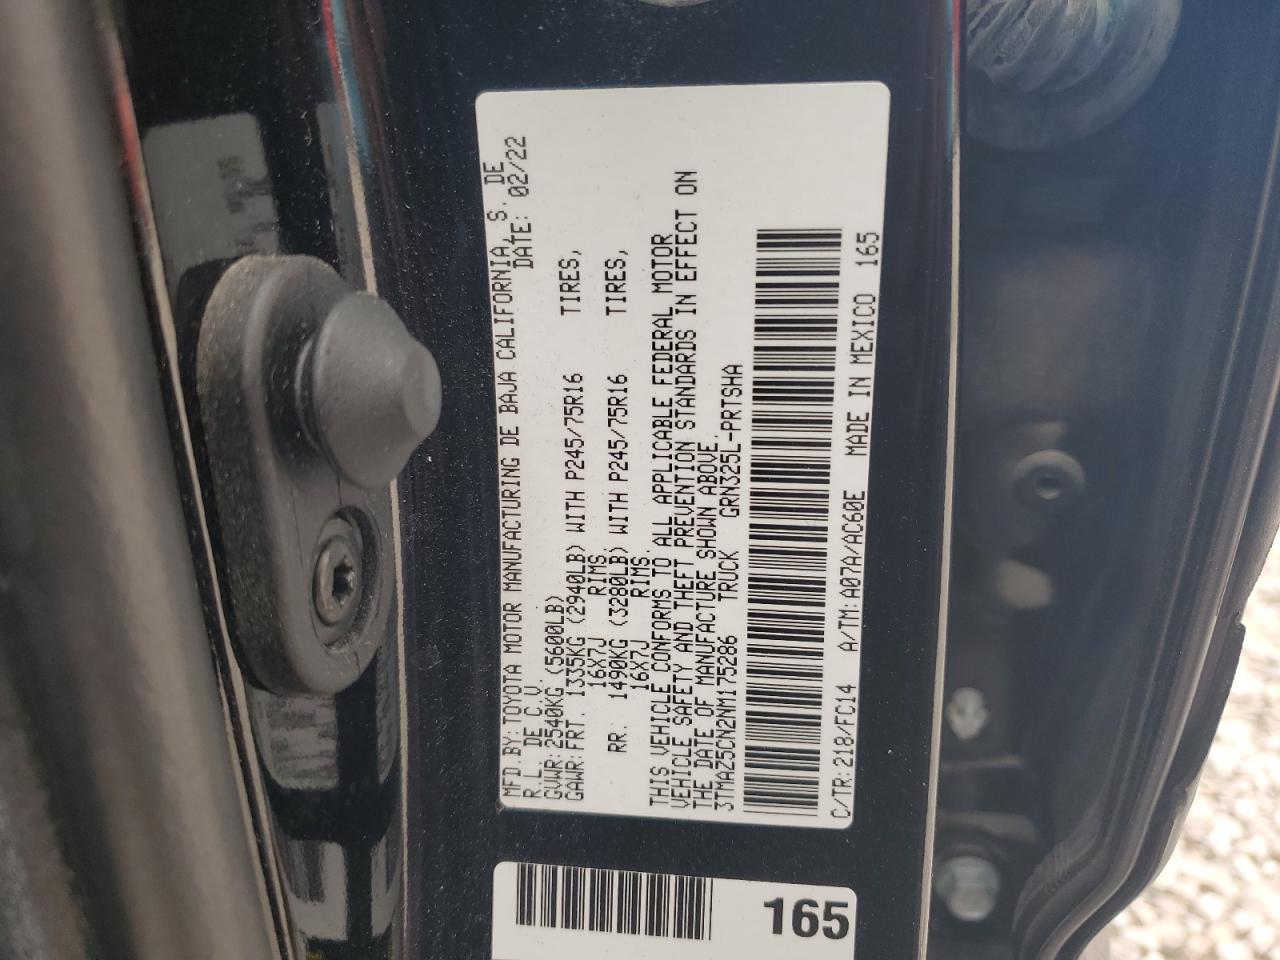 MFD.BY:TOYOTA MOTOR MANUFACTURING DE BAJA CALIFORNIA,S. DE
R.L. DE C.V. DATE: 02/22
GVWR:2540KG(5600LB)
GAWR:FRT. 1335KG(2940LB) WITH P245/75R16 TIRES,
16X7J RIMS.
RR. 1490KG(3280LB) WITH P245/75R16 TIRES,
16X7J RIMS.
THIS VEHICLE CONFORMS TO ALL APPLICABLE FEDERAL MOTOR
VEHICLE SAFETY AND THEFT PREVENTION STANDARDS IN EFFECT ON
THE DATE OF MANUFACTURE SHOWN ABOVE.
3TMAZ5CN2NM175286 TRUCK GRN325L-PRTSHA
C/TR:218/FC14 A/TM:A07A/AC60E MADE IN MEXICO 165
165